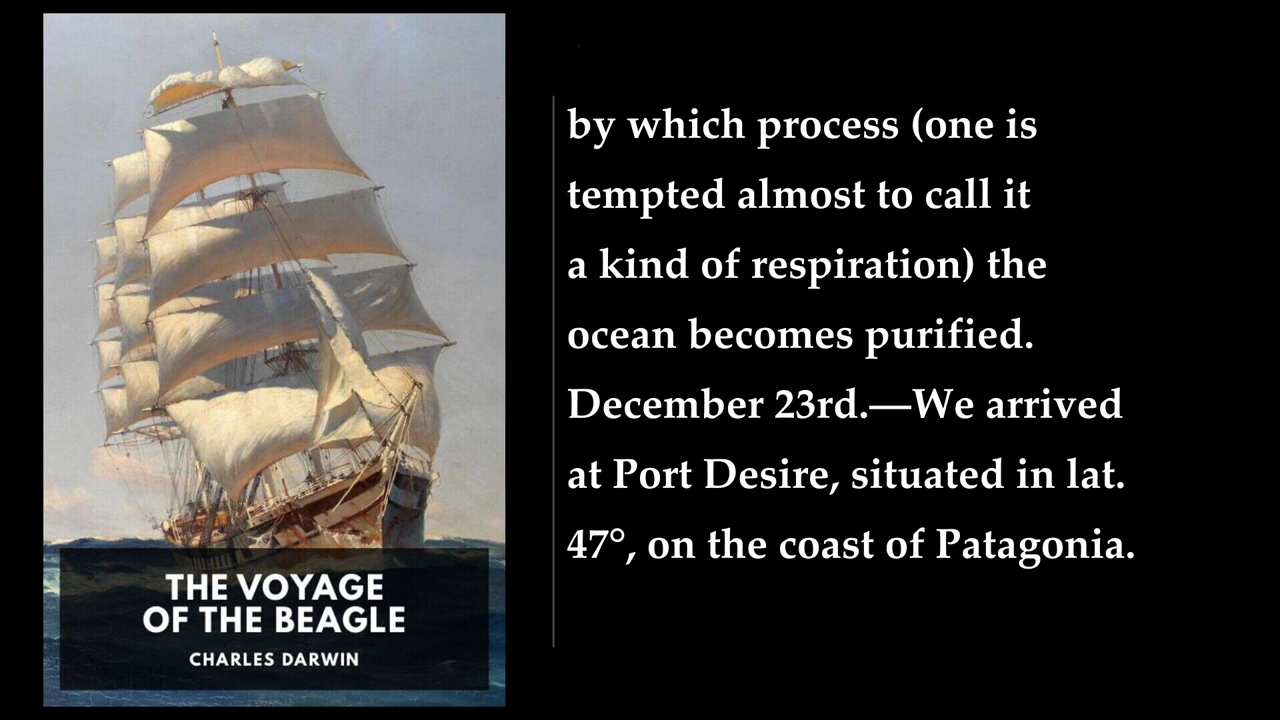 THE VOYAGE
OF THE BEAGLE
CHARLES DARWIN
by which process (one is
tempted almost to call it
a kind of respiration) the
ocean becomes purified.
December 23rd.—We arrived
at Port Desire, situated in lat.
47°, on the coast of Patagonia.